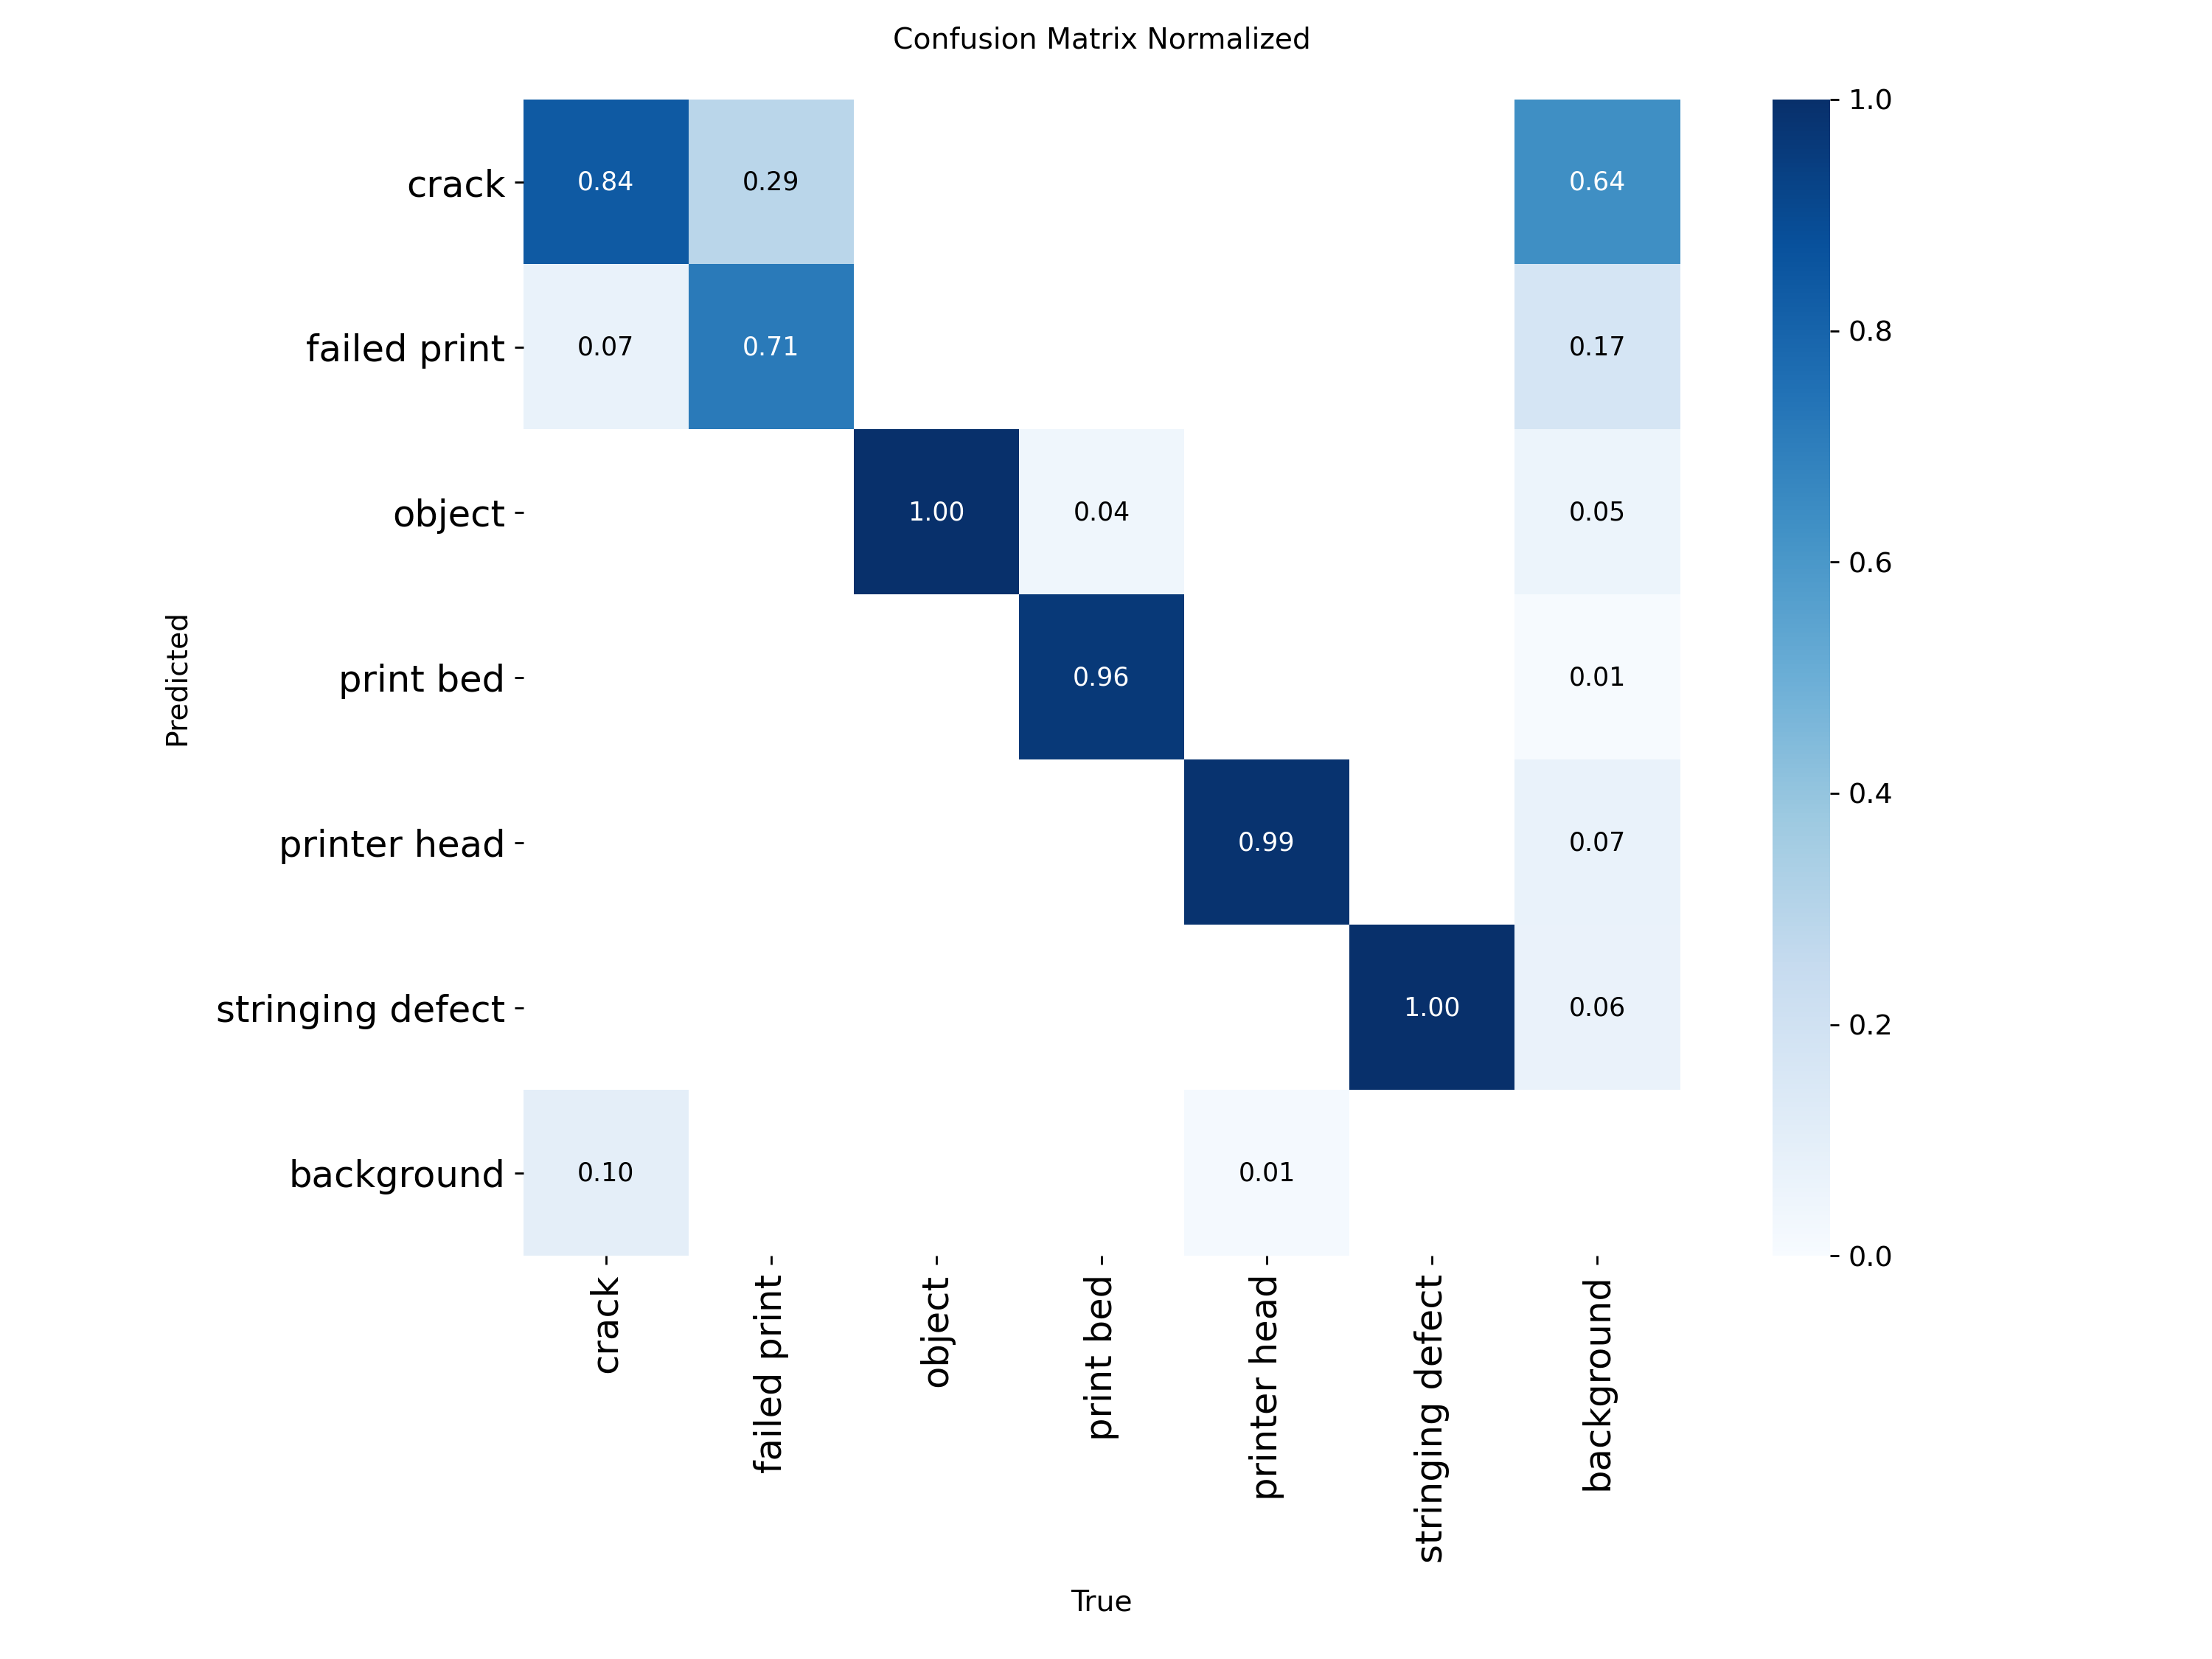 Confusion Matrix Normalized
crack 0.84 0.29 0.64
failed print 0.07 0.71 0.17
object 1.00 0.04 0.05
print bed 0.96 0.01
printer head 0.99 0.07
stringing defect 1.00 0.06
background 0.10 0.01
Predicted
crack
failed print
object
print bed
printer head
stringing defect
background
True
1.0
0.8
0.6
0.4
0.2
0.0